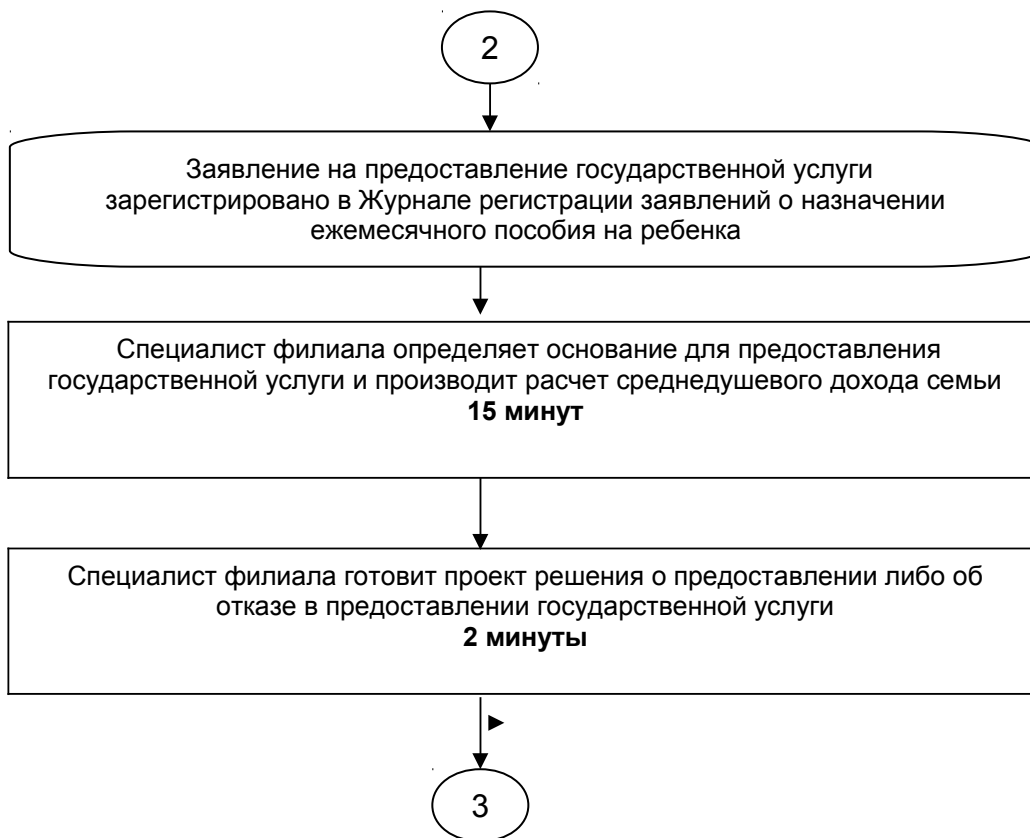 2
Заявление на предоставление государственной услуги
зарегистрировано в Журнале регистрации заявлений о назначении
ежемесячного пособия на ребенка
Специалист филиала определяет основание для предоставления
государственной услуги и производит расчет среднедушевого дохода семьи
15 минут
Специалист филиала готовит проект решения о предоставлении либо об
отказе в предоставлении государственной услуги
2 минуты
3